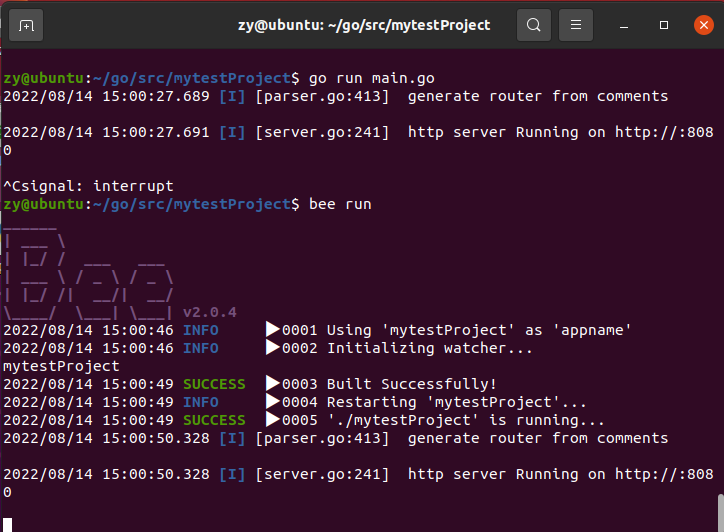 zy@ubuntu: ~/go/src/mytestProject
zy@ubuntu:~/go/src/mytestProject$ go run main.go
2022/08/14 15:00:27.689 [I] [parser.go:413]  generate router from comments
2022/08/14 15:00:27.691 [I] [server.go:241]  http server Running on http://:808
0
^Csignal: interrupt
zy@ubuntu:~/go/src/mytestProject$ bee run
______
| ___ \
| |_/ /  ___   ___
| ___ \ / _ \ / _ \
| |_/ /|  __/|  __/
\____/  \___| \___| v2.0.4
2022/08/14 15:00:46 INFO     ▶ 0001 Using 'mytestProject' as 'appname'
2022/08/14 15:00:46 INFO     ▶ 0002 Initializing watcher...
mytestProject
2022/08/14 15:00:49 SUCCESS  ▶ 0003 Built Successfully!
2022/08/14 15:00:49 INFO     ▶ 0004 Restarting 'mytestProject'...
2022/08/14 15:00:49 SUCCESS  ▶ 0005 './mytestProject' is running...
2022/08/14 15:00:50.328 [I] [parser.go:413]  generate router from comments
2022/08/14 15:00:50.328 [I] [server.go:241]  http server Running on http://:808
0